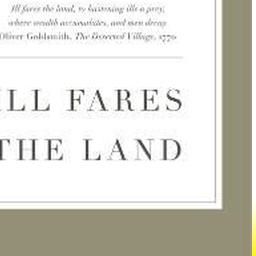 Ill fares the land, to hastening ills a prey,
where wealth accumulates, and men decay
Oliver Goldsmith, The Deserted Village, 1770
ILL FARES
THE LAND